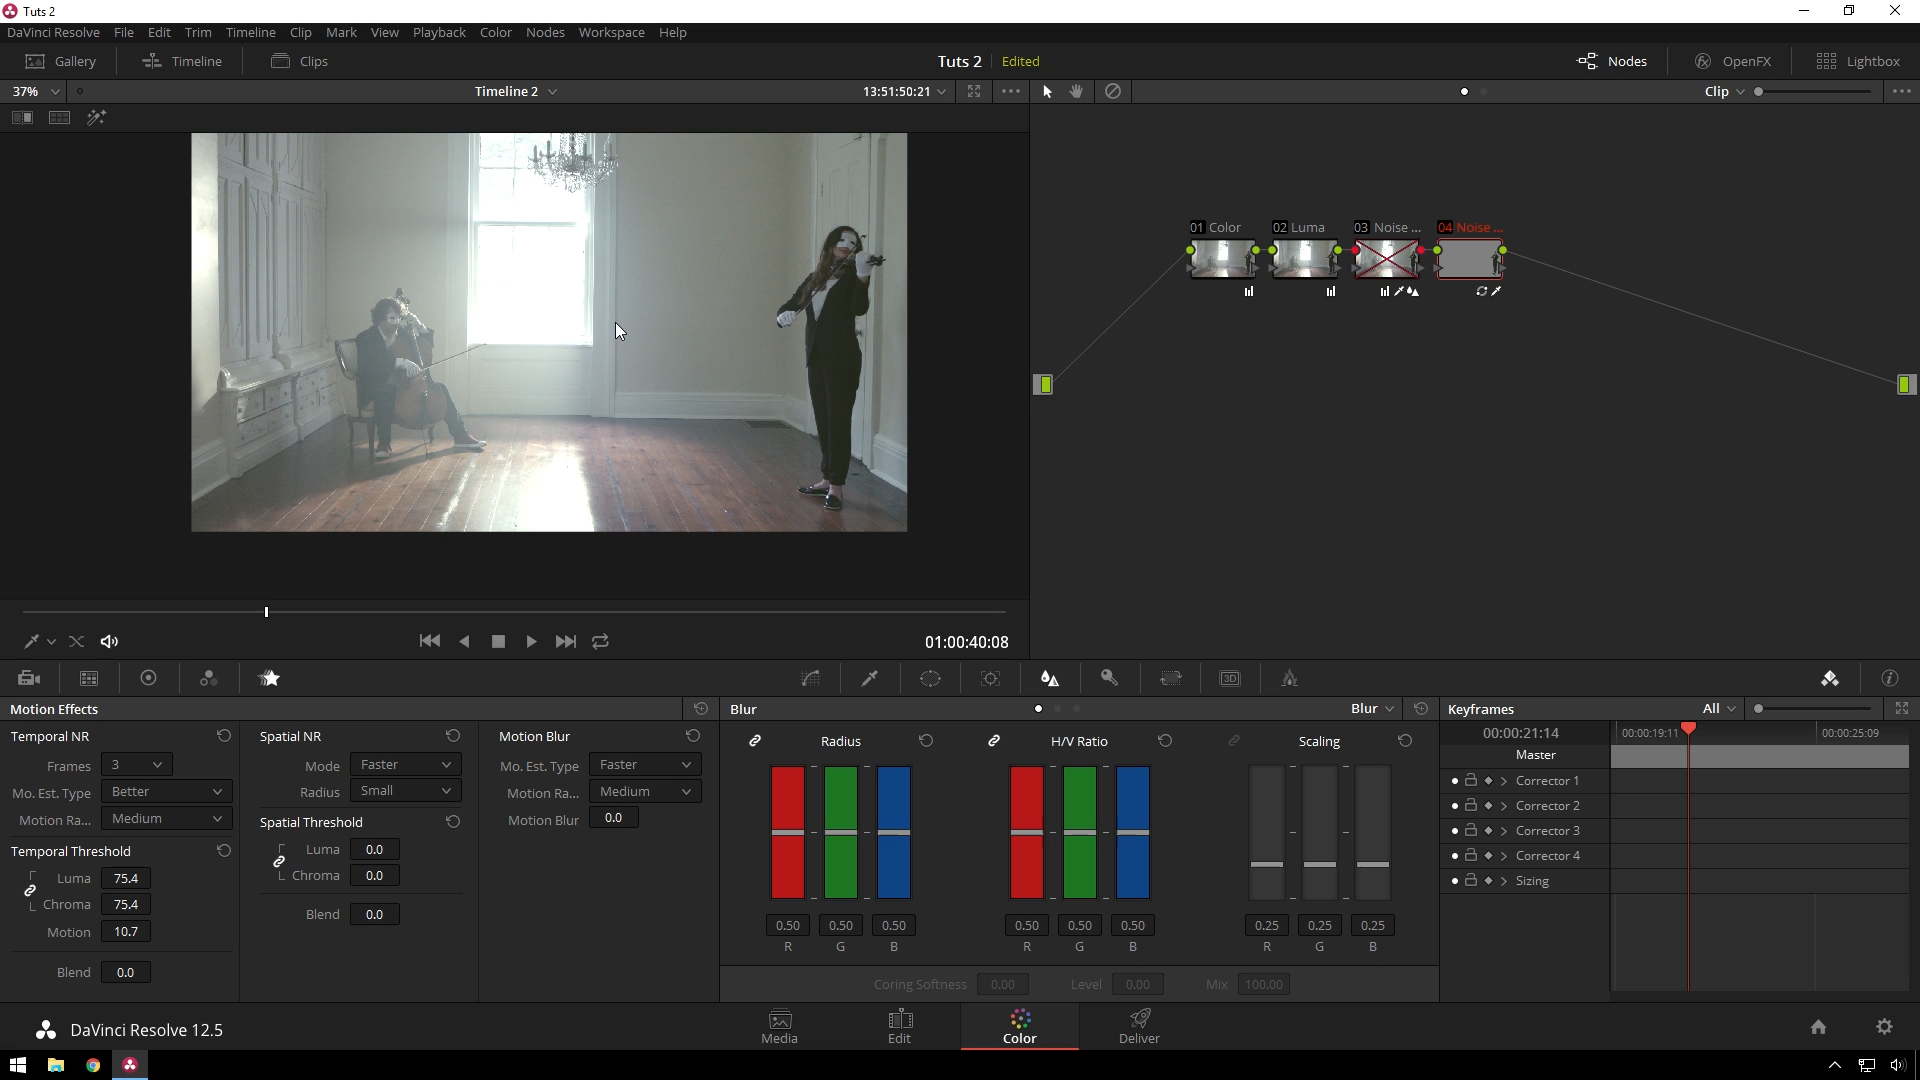 Tuts 2
DaVinci Resolve File Edit Trim Timeline Clip Mark View Playback Color Nodes Workspace Help
Gallery Timeline Clips Tuts 2 Edited Nodes OpenFX Lightbox
37% Timeline 2 13:51:50:21 Clip
01 Color 02 Luma 03 Noise ... 04 Noise ...
01:00:40:08
3D
Motion Effects
Temporal NR
Frames 3
Mo. Est. Type Better
Motion Ra... Medium
Temporal Threshold
Luma 75.4
Chroma 75.4
Motion 10.7
Blend 0.0
Spatial NR
Mode Faster
Radius Small
Spatial Threshold
Luma 0.0
Chroma 0.0
Blend 0.0
Motion Blur
Mo. Est. Type Faster
Motion Ra... Medium
Motion Blur 0.0
Blur Blur
Radius H/V Ratio Scaling
0.50 0.50 0.50 0.50 0.50 0.50 0.25 0.25 0.25
R G B R G B R G B
Coring Softness 0.00 Level 0.00 Mix 100.00
Keyframes All
00:00:21:14 00:00:19:11 00:00:25:09
Master
Corrector 1
Corrector 2
Corrector 3
Corrector 4
Sizing
DaVinci Resolve 12.5 Media Edit Color Deliver